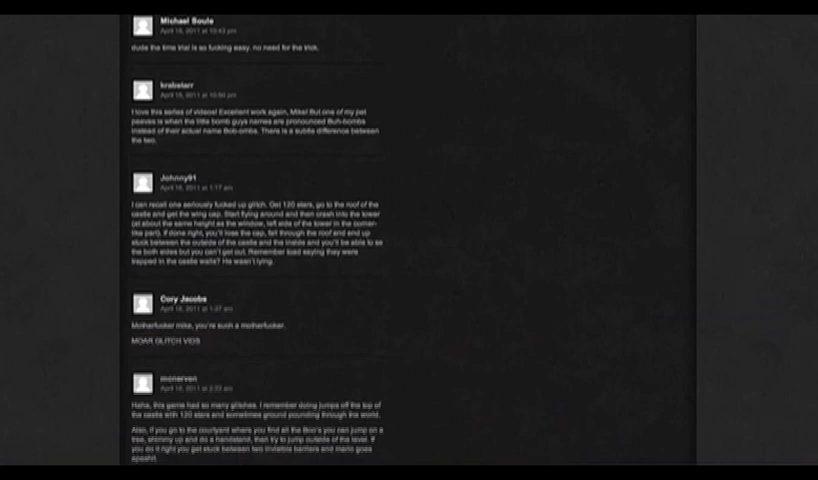 Michael Soule
April 15, 2011 at 10:43 pm
dude the time trial is so fucking easy. no need for the trick.
krabstarr
April 15, 2011 at 10:50 pm
I love this series of videos! Excellent work again, Mike! But one of my pet
peeves is when the little bomb guys names are pronounced Buh-bombs
instead of their actual name Bob-ombs. There is a subtle difference between
the two.
Johnny91
April 16, 2011 at 1:17 am
I can recall one seriously fucked up glitch. Get 120 stars, go to the roof of the
castle and get the wing cap. Start flying around and then crash into the tower
(at about the same height as the window, left side of the tower in the corner-
like part). If done right, you'll lose the cap, fall through the roof and end up
stuck between the outside of the castle and the inside and you'll be able to see
the both sides but you can't get out. Remember toad saying they were
trapped in the castle walls? He wasn't lying.
Cory Jacobs
April 16, 2011 at 1:37 am
Motherfucker mike, you're such a motherfucker.
MOAR GLITCH VIDS
mcnerven
April 16, 2011 at 2:23 am
Haha, this game had so many glitches. I remember doing jumps off the top of
the castle with 120 stars and sometimes ground pounding through the world.
Also, if you go to the courtyard where you find all the Boo's you can jump on a
tree, shimmy up and do a handstand, then try to jump outside of the level. If
you do it right you get stuck between two invisible barriers and mario goes
apeshit.